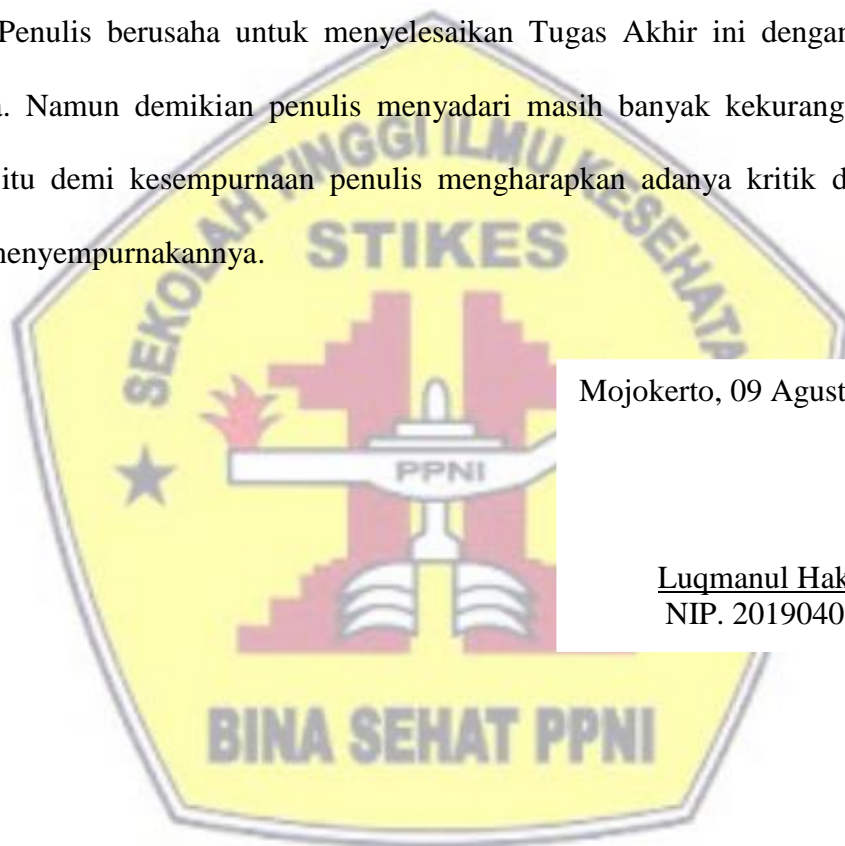 Penulis berusaha untuk menyelesaikan Tugas Akhir ini dengan
a. Namun demikian penulis menyadari masih banyak kekurang
itu demi kesempurnaan penulis mengharapkan adanya kritik d
menyempurnakannya.
SEKOLAH TINGGI ILMU KESEHATA
STIKES
PPNI
BINA SEHAT PPNI
Mojokerto, 09 Agust
Luqmanul Hak
NIP. 2019040